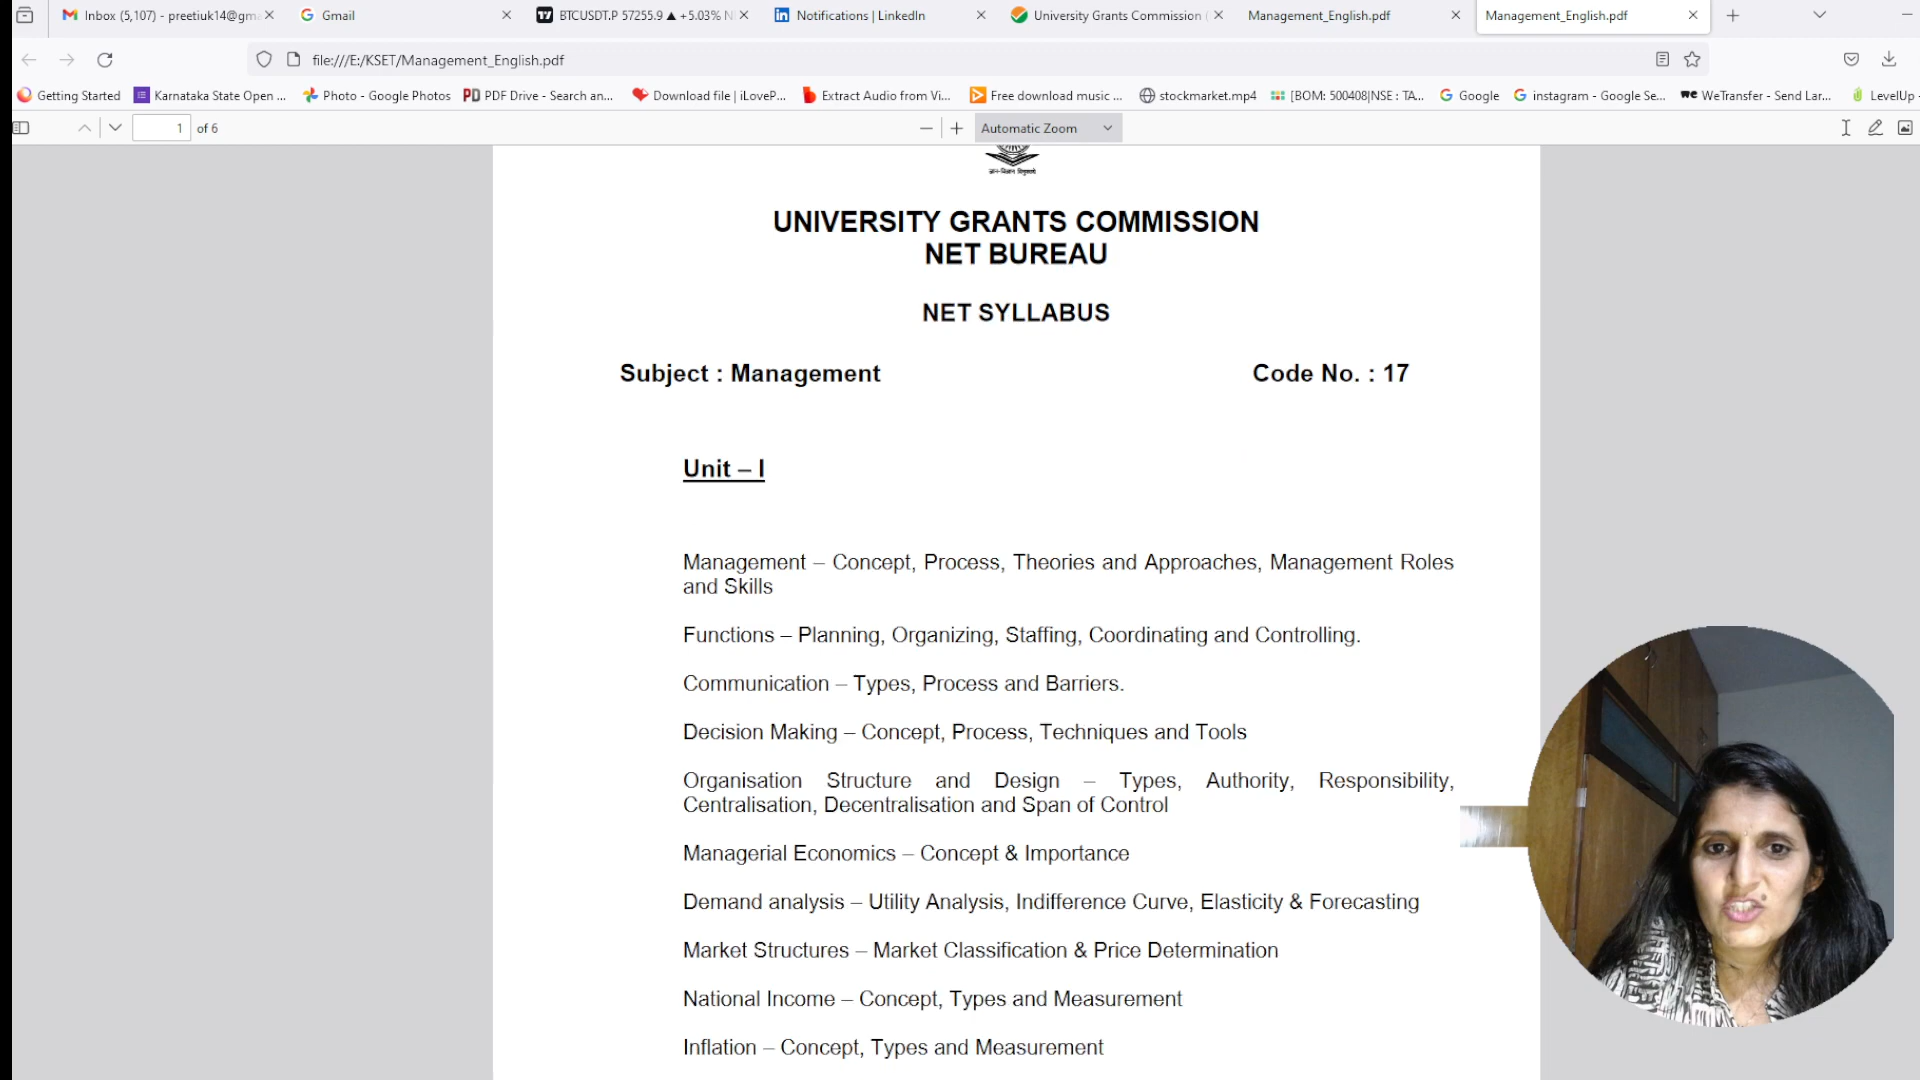 Inbox (5,107) - preetiuk14@gm
Gmail
BTCUSDT.P 57255.9 ▲ +5.03%
Notifications | LinkedIn
University Grants Commission
Management_English.pdf
Management_English.pdf
file:///E:/KSET/Management_English.pdf
Getting Started
Karnataka State Open ...
Photo - Google Photos
PDF Drive - Search an...
Download file | iLoveP...
Extract Audio from Vi...
Free download music ...
stockmarket.mp4
[BOM: 500408|NSE : TA...
Google
instagram - Google Se...
WeTransfer - Send Lar...
LevelUp
1 of 6
Automatic Zoom
ज्ञान-विज्ञान विमुक्तये
UNIVERSITY GRANTS COMMISSION
NET BUREAU
NET SYLLABUS
Subject : Management Code No. : 17
Unit – I
Management – Concept, Process, Theories and Approaches, Management Roles
and Skills
Functions – Planning, Organizing, Staffing, Coordinating and Controlling.
Communication – Types, Process and Barriers.
Decision Making – Concept, Process, Techniques and Tools
Organisation Structure and Design – Types, Authority, Responsibility,
Centralisation, Decentralisation and Span of Control
Managerial Economics – Concept & Importance
Demand analysis – Utility Analysis, Indifference Curve, Elasticity & Forecasting
Market Structures – Market Classification & Price Determination
National Income – Concept, Types and Measurement
Inflation – Concept, Types and Measurement